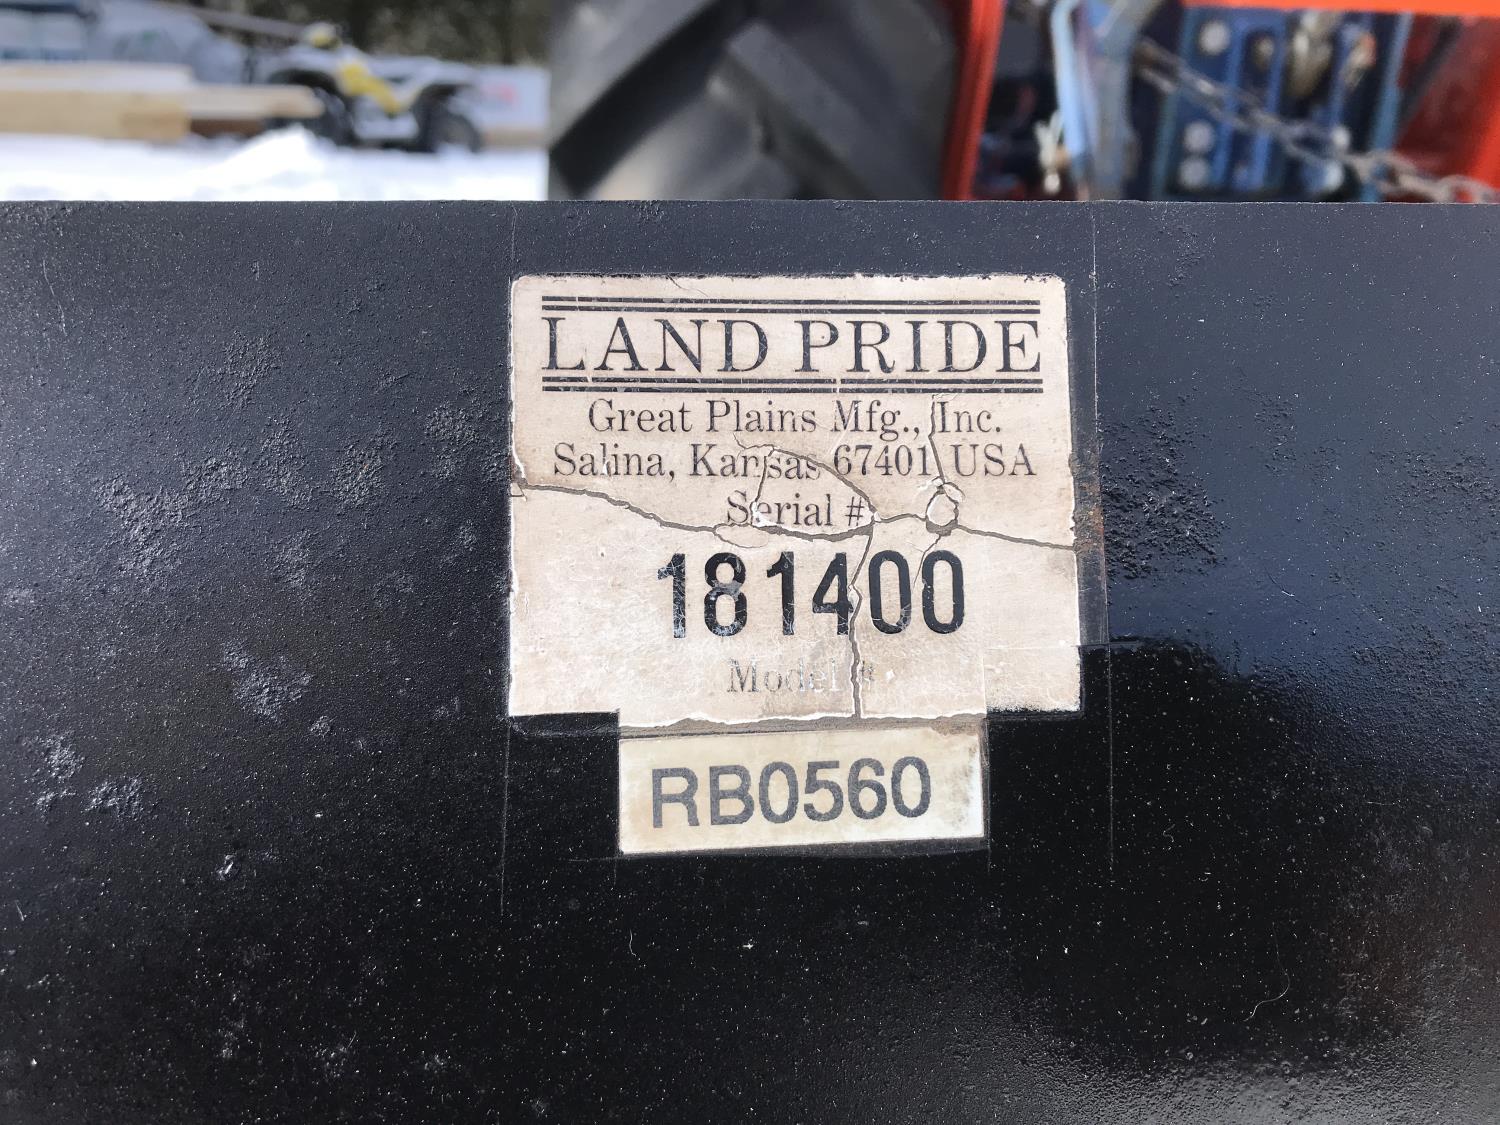 LAND PRIDE
Great Plains Mfg., Inc.
Salina, Kansas 67401 USA
Serial #
181400
Model #
RB0560